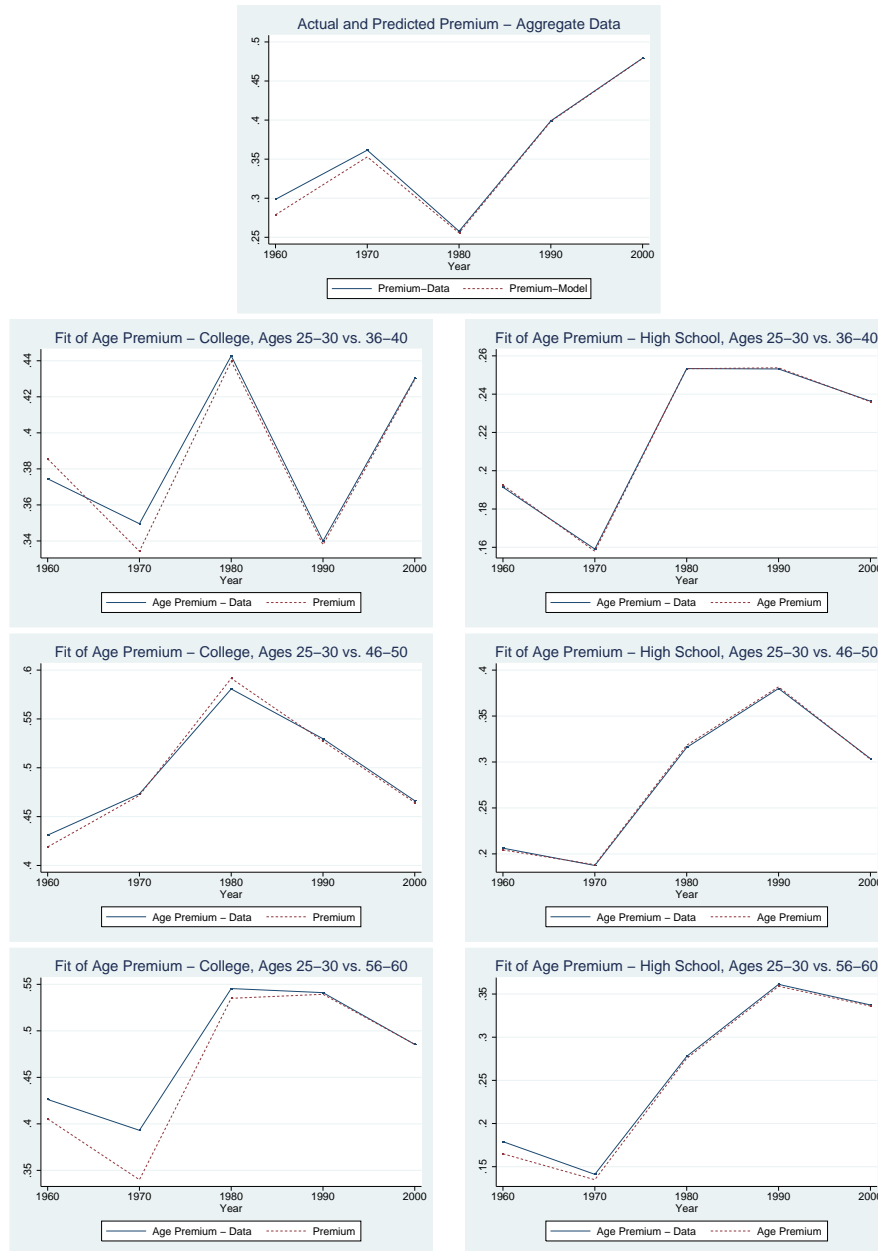 Actual and Predicted Premium − Aggregate Data
.5
.45
.4
.35
.3
.25
1960 1970 1980 1990 2000
Year
Premium−Data Premium−Model
Fit of Age Premium − College, Ages 25−30 vs. 36−40
.44
.42
.4
.38
.36
.34
1960 1970 1980 1990 2000
Year
Age Premium − Data Premium
Fit of Age Premium − High School, Ages 25−30 vs. 36−40
.26
.24
.22
.2
.18
.16
1960 1970 1980 1990 2000
Year
Age Premium − Data Age Premium
Fit of Age Premium − College, Ages 25−30 vs. 46−50
.6
.55
.5
.45
.4
1960 1970 1980 1990 2000
Year
Age Premium − Data Premium
Fit of Age Premium − High School, Ages 25−30 vs. 46−50
.4
.35
.3
.25
.2
1960 1970 1980 1990 2000
Year
Age Premium − Data Age Premium
Fit of Age Premium − College, Ages 25−30 vs. 56−60
.55
.5
.45
.4
.35
1960 1970 1980 1990 2000
Year
Age Premium − Data Premium
Fit of Age Premium − High School, Ages 25−30 vs. 56−60
.35
.3
.25
.2
.15
1960 1970 1980 1990 2000
Year
Age Premium − Data Age Premium